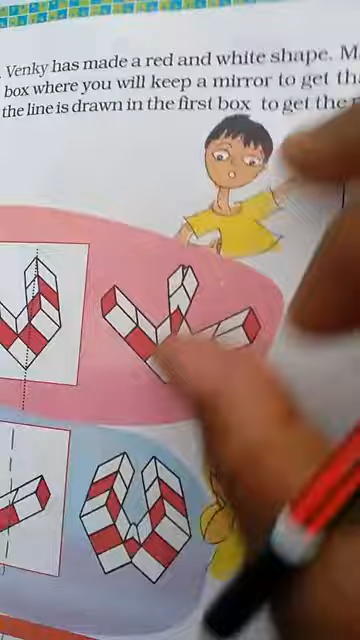 Venky has made a red and white shape.
box where you will keep a mirror to get
the line is drawn in the first box to get the